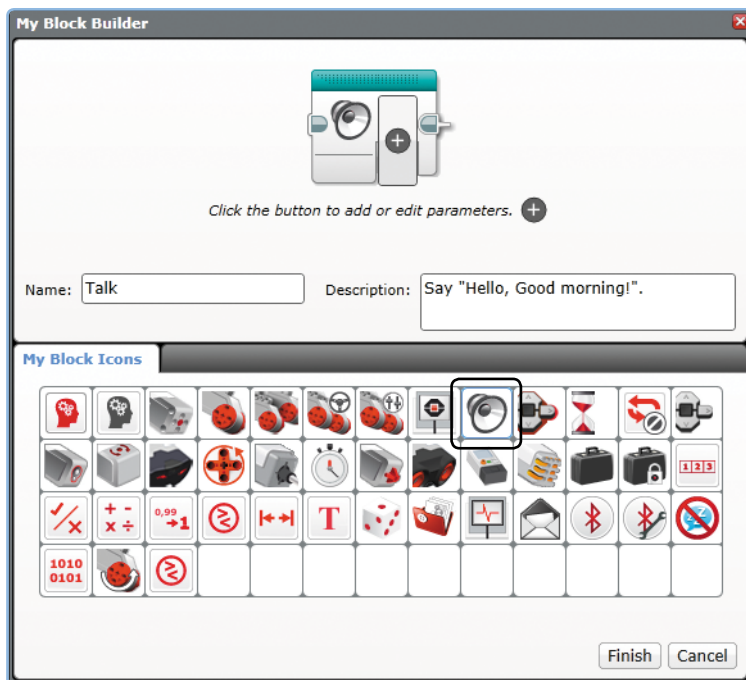 My Block Builder
Click the button to add or edit parameters.
Name: Talk
Description: Say "Hello, Good morning!".
My Block Icons
1 2 3
0,99
→1
T
1010
0101
Finish
Cancel